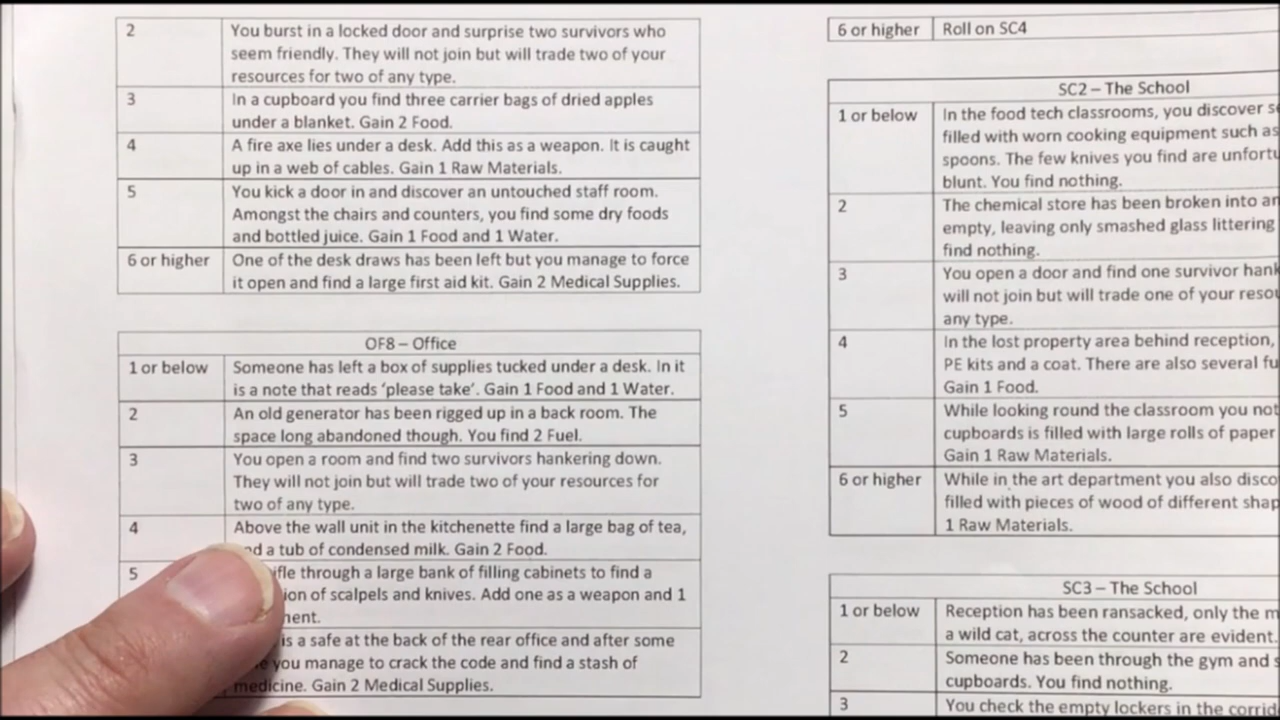 2
You burst in a locked door and surprise two survivors who
seem friendly. They will not join but will trade two of your
resources for two of any type.
3
In a cupboard you find three carrier bags of dried apples
under a blanket. Gain 2 Food.
4
A fire axe lies under a desk. Add this as a weapon. It is caught
up in a web of cables. Gain 1 Raw Materials.
5
You kick a door in and discover an untouched staff room.
Amongst the chairs and counters, you find some dry foods
and bottled juice. Gain 1 Food and 1 Water.
6 or higher
One of the desk draws has been left but you manage to force
it open and find a large first aid kit. Gain 2 Medical Supplies.
OF8 – Office
1 or below
Someone has left a box of supplies tucked under a desk. In it
is a note that reads ‘please take’. Gain 1 Food and 1 Water.
2
An old generator has been rigged up in a back room. The
space long abandoned though. You find 2 Fuel.
3
You open a room and find two survivors hankering down.
They will not join but will trade two of your resources for
two of any type.
4
Above the wall unit in the kitchenette find a large bag of tea,
a tub of condensed milk. Gain 2 Food.
5
through a large bank of filling cabinets to find a
of scalpels and knives. Add one as a weapon and 1
is a safe at the back of the rear office and after some
you manage to crack the code and find a stash of
medicine. Gain 2 Medical Supplies.
6 or higher
Roll on SC4
SC2 – The School
1 or below
In the food tech classrooms, you discover
filled with worn cooking equipment such as
spoons. The few knives you find are
blunt. You find nothing.
2
The chemical store has been broken into
empty, leaving only smashed glass littering
find nothing.
3
You open a door and find one survivor
will not join but will trade one of your
any type.
4
In the lost property area behind reception,
PE kits and a coat. There are also several
Gain 1 Food.
5
While looking round the classroom you
cupboards is filled with large rolls of paper
Gain 1 Raw Materials.
6 or higher
While in the art department you also
filled with pieces of wood of different
1 Raw Materials.
SC3 – The School
1 or below
Reception has been ransacked, only the
a wild cat, across the counter are evident.
2
Someone has been through the gym and
cupboards. You find nothing.
3
You check the empty lockers in the